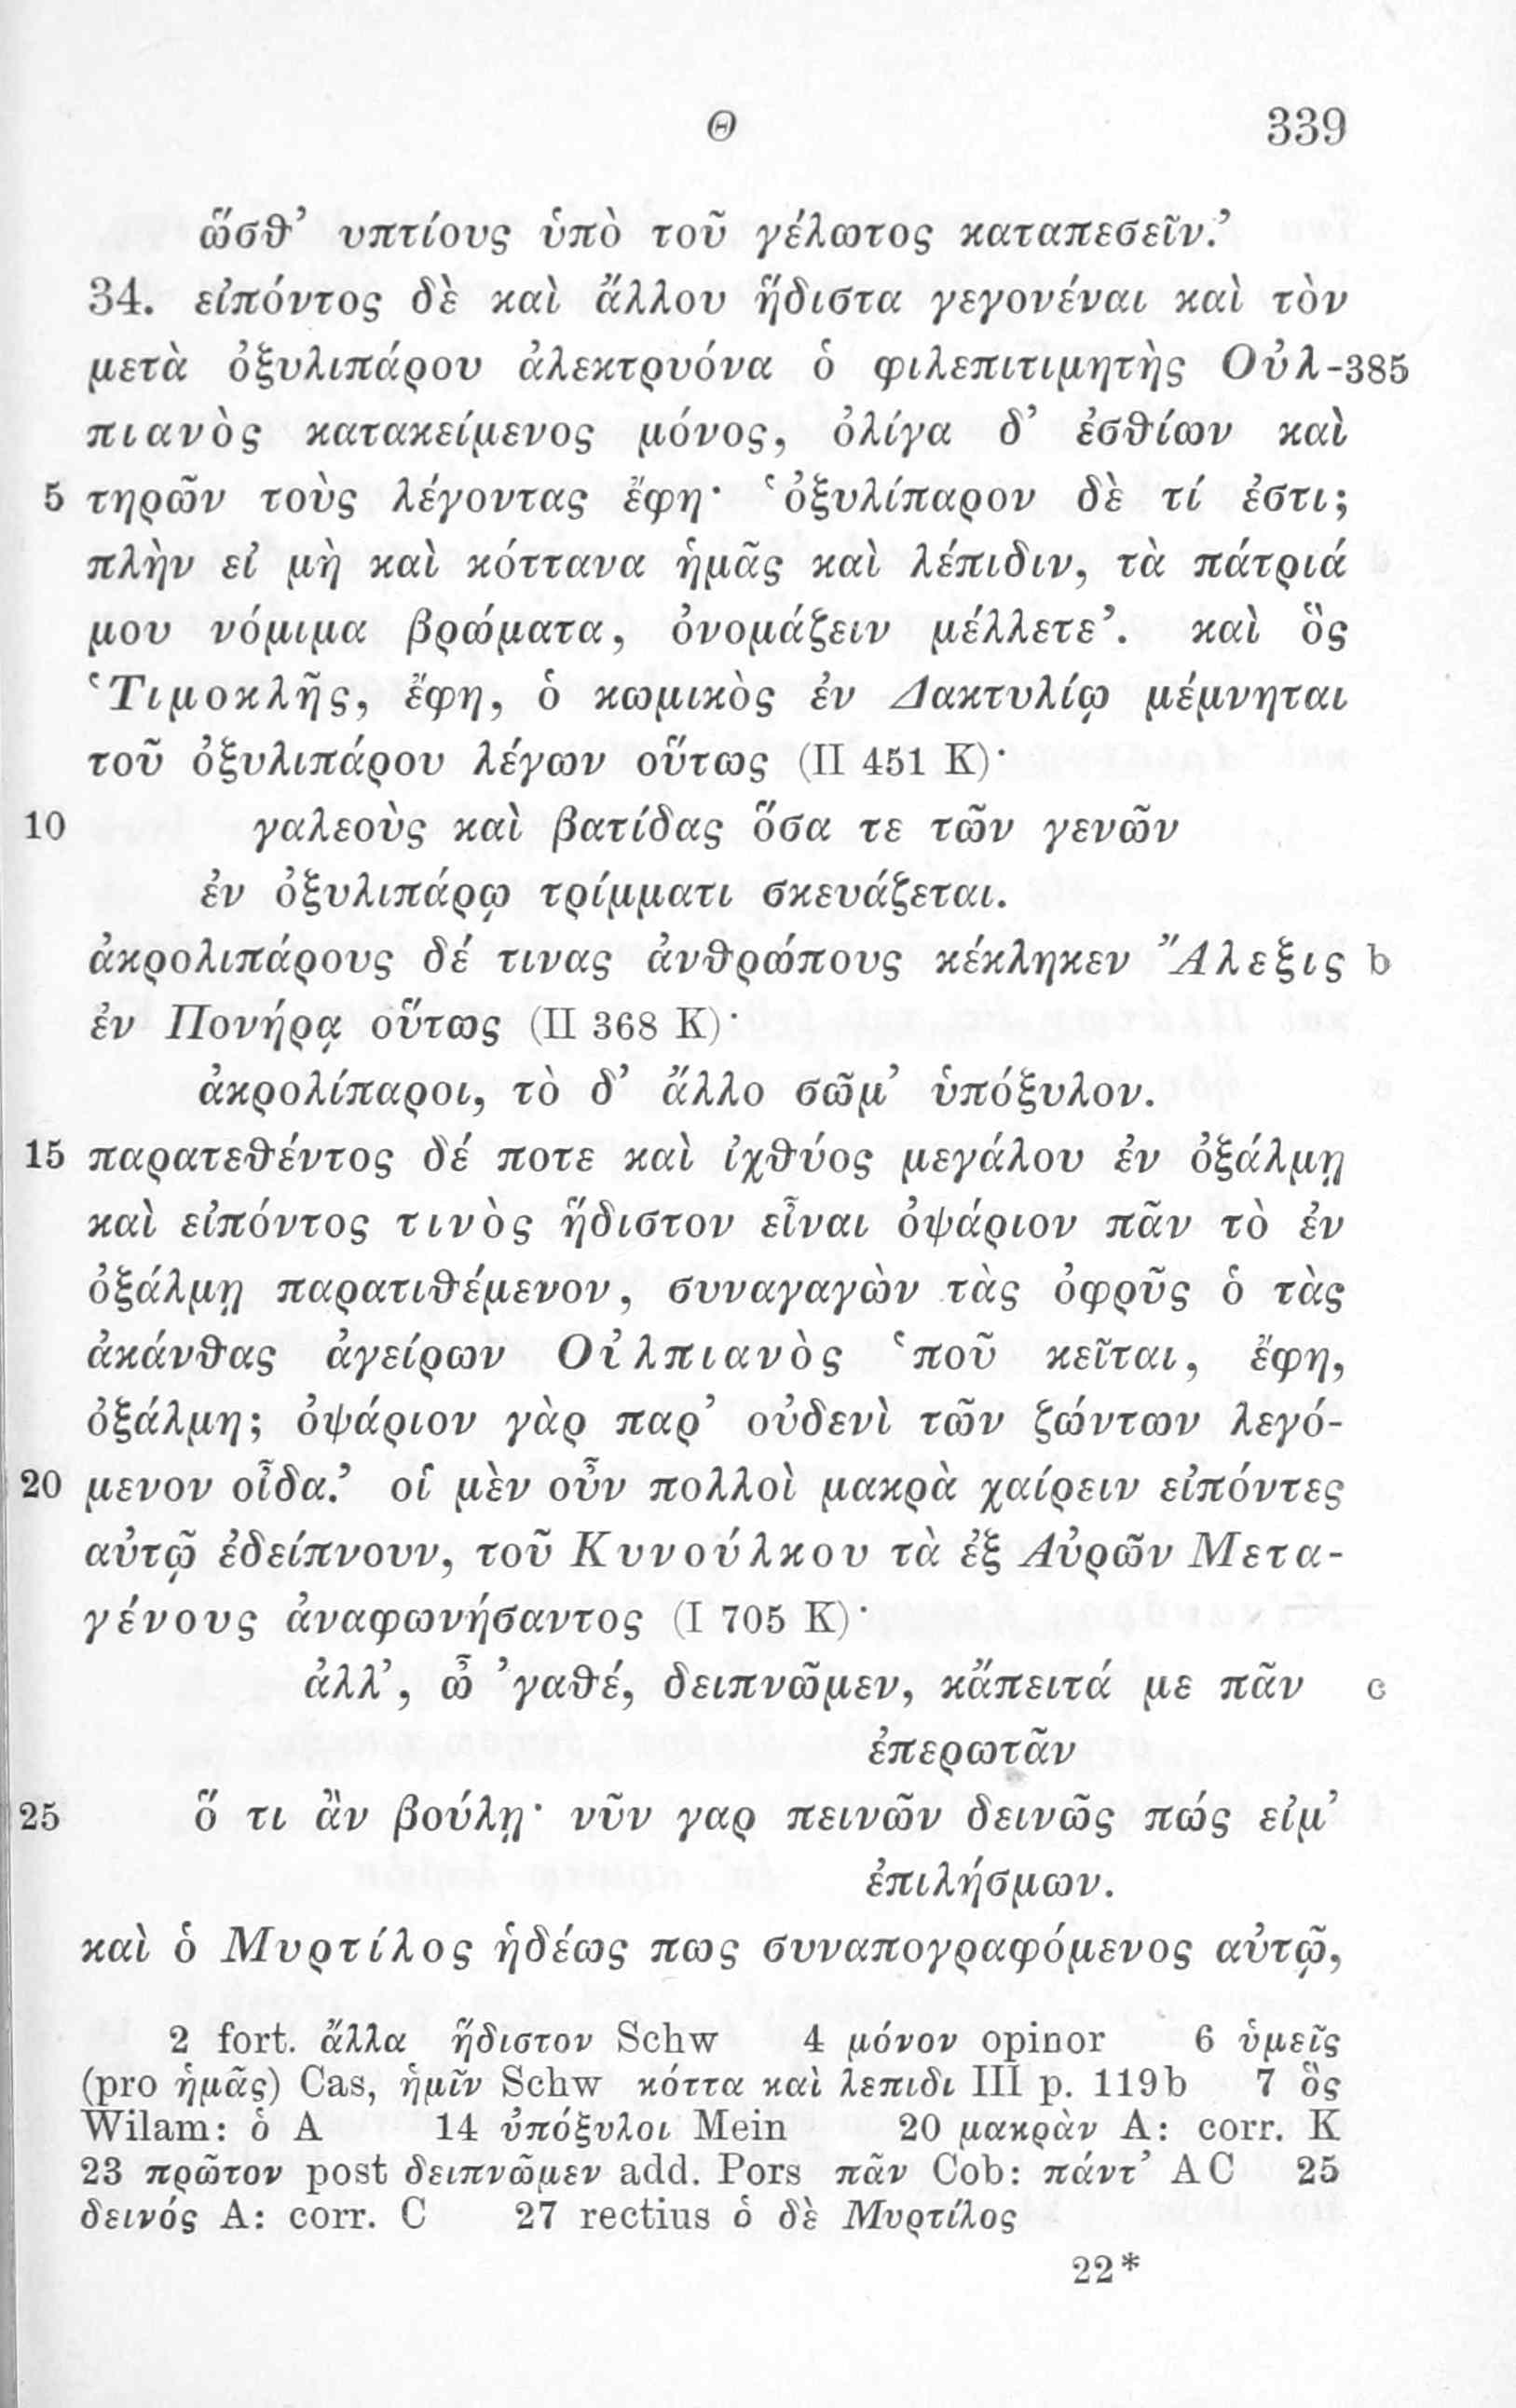 Θ 339
ὥσθ’ υπτίους ὑπὸ τοῦ γέλωτος καταπεσεῖν.’
34. εἰπόντος δὲ καὶ ἄλλου ἥδιστα γεγονέναι καὶ τὸν
μετὰ ὀξυλιπάρου ἀλεκτρυόνα ὁ φιλεπιτιμητὴς Οὐλ-385
πιανὸς κατακείμενος μόνος, ὀλίγα δ’ ἐσθίων καὶ
5 τηρῶν τοὺς λέγοντας ἔφη· ‘ὀξυλίπαρον δὲ τί ἐστι;
πλὴν εἰ μὴ καὶ κόττανα ἡμᾶς καὶ λέπιδιν, τὰ πάτριά
μου νόμιμα βρώματα, ὀνομάζειν μέλλετε’. καὶ ὃς
‘Τιμοκλῆς, ἔφη, ὁ κωμικὸς ἐν Δακτυλίῳ μέμνηται
τοῦ ὀξυλιπάρου λέγων οὕτως (II 451 K)·
10 γαλεοὺς καὶ βατίδας ὅσα τε τῶν γενῶν
ἐν ὀξυλιπάρῳ τρίμματι σκευάζεται.
ἀκρολιπάρους δέ τινας ἀνθρώπους κέκληκεν Ἄλεξις b
ἐν Πονήρᾳ οὕτως (II 368 K)·
ἀκρολίπαροι, τὸ δ’ ἄλλο σῶμ’ ὑπόξυλον.
15 παρατεθέντος δέ ποτε καὶ ἰχθύος μεγάλου ἐν ὀξάλμῃ
καὶ εἰπόντος τινὸς ἥδιστον εἶναι ὀψάριον πᾶν τὸ ἐν
ὀξάλμῃ παρατιθέμενον, συναγαγὼν τὰς ὀφρῦς ὁ τὰς
ἀκάνθας ἀγείρων Οὐλπιανὸς ‘ποῦ κεῖται, ἔφη,
ὀξάλμη; ὀψάριον γὰρ παρ’ οὐδενὶ τῶν ζώντων λεγό-
20 μενον οἶδα.’ οἱ μὲν οὖν πολλοὶ μακρὰ χαίρειν εἰπόντες
αὐτῷ ἐδείπνουν, τοῦ Κυνούλκου τὰ ἐξ Αὐρῶν Μετα-
γένους ἀναφωνήσαντος (I 705 K)·
ἀλλ’, ὦ ’γαθέ, δειπνῶμεν, κἄπειτά με πᾶν c
ἐπερωτᾶν
25 ὅ τι ἂν βούλῃ· νῦν γαρ πεινῶν δεινῶς πώς εἰμ’
ἐπιλήσμων.
καὶ ὁ Μυρτίλος ἡδέως πως συναπογραφόμενος αὐτῷ,
2 fort. ἄλλα ἥδιστον Schw 4 μόνον opinor 6 ὑμεῖς
(pro ἡμᾶς) Cas, ἡμῖν Schw κόττα καὶ λεπιδι III p. 119b 7 ὃς
Wilam: ὁ A 14 ὑπόξυλοι Mein 20 μακρὰν A: corr. K
23 πρῶτον post δειπνῶμεν add. Pors πᾶν Cob: πάντ’ AC 25
δεινός A: corr. C 27 rectius ὁ δὲ Μυρτίλος
22*